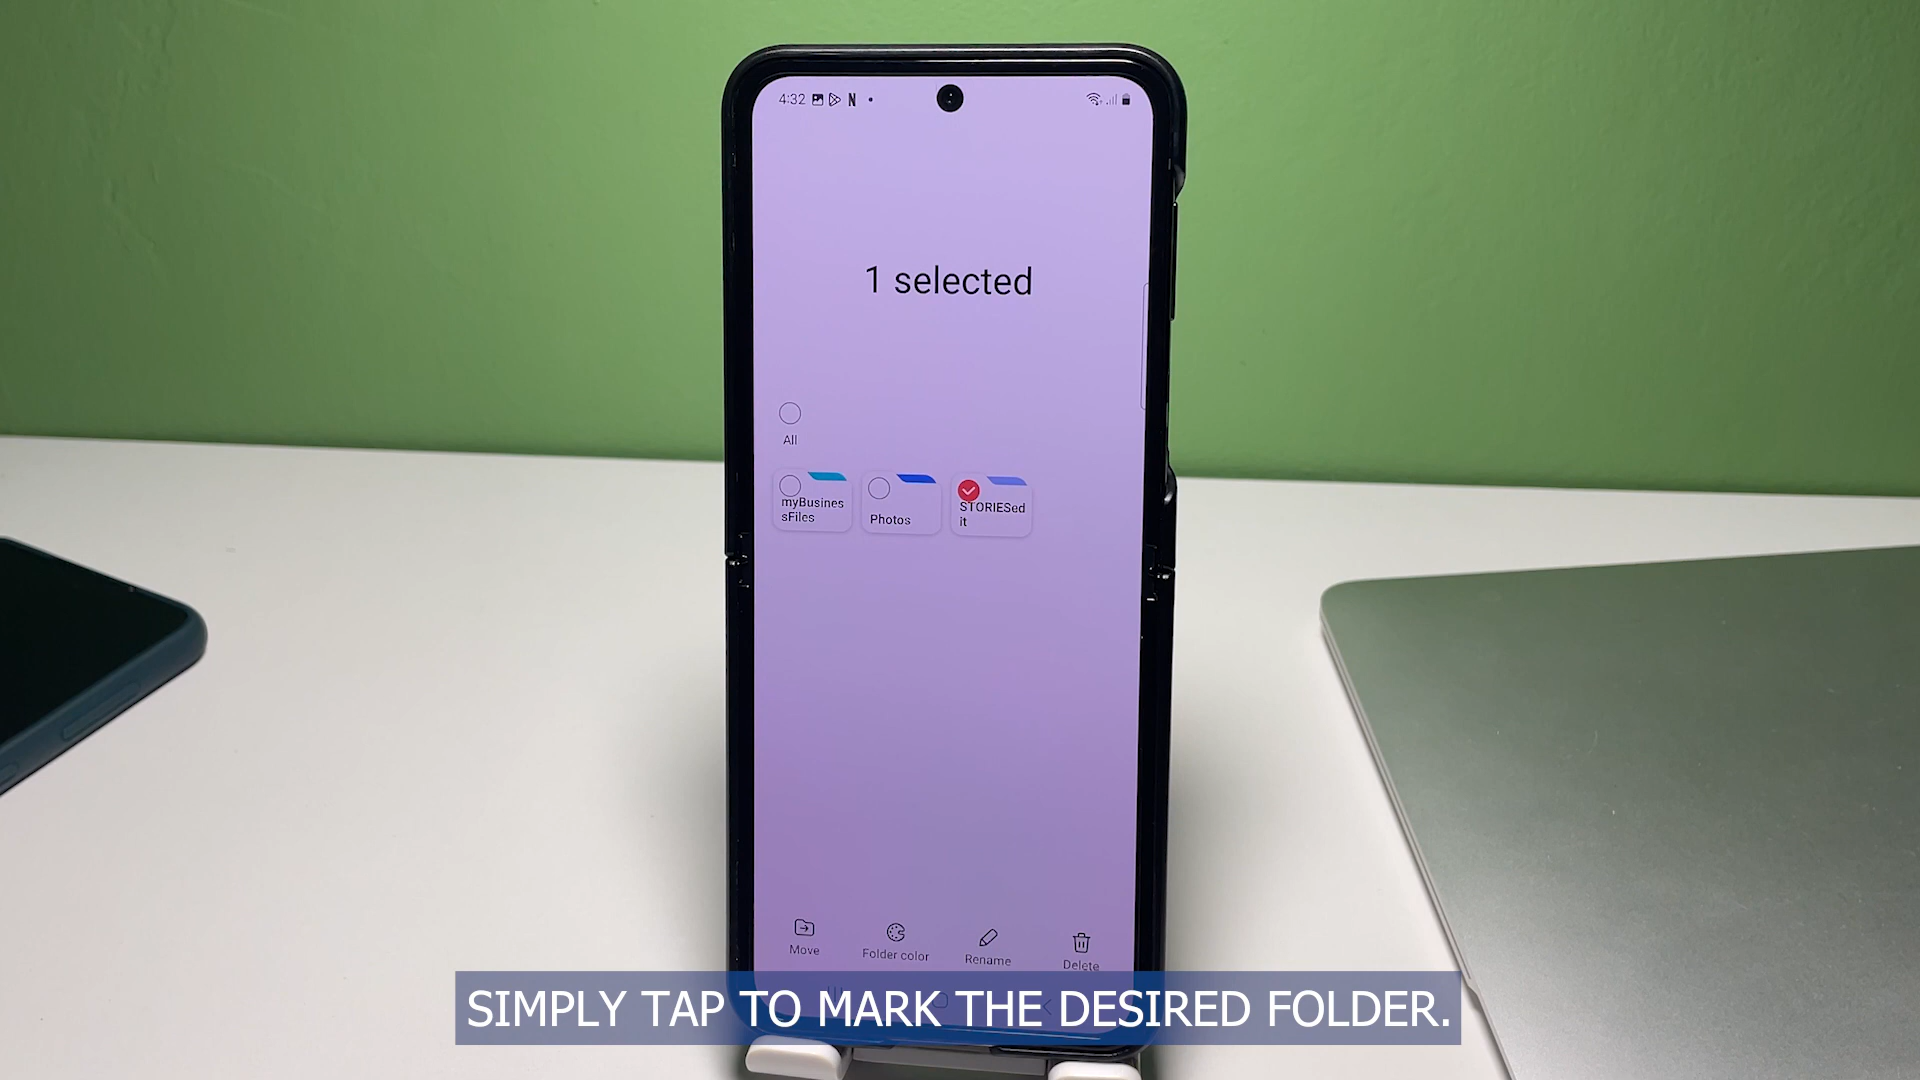 4:32
1 selected
All
myBusines
sFiles
Photos
STORIESed
it
Move
Folder color
Rename
Delete
SIMPLY TAP TO MARK THE DESIRED FOLDER.